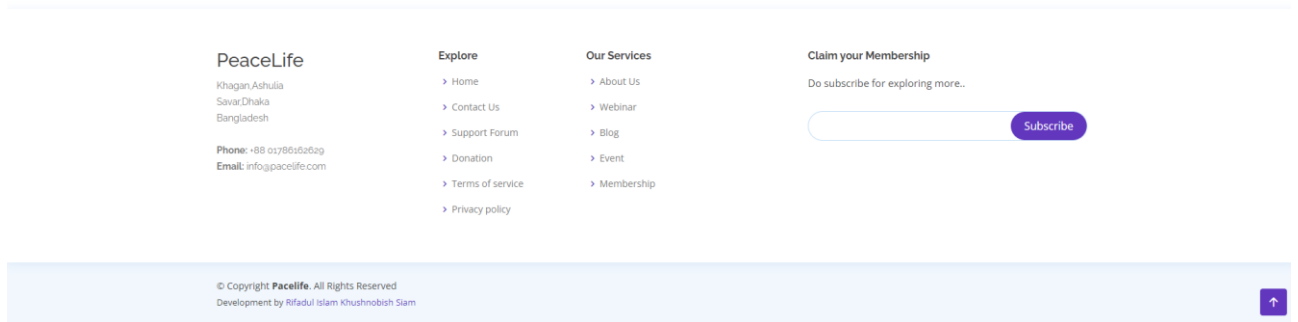 PeaceLife
Khagan,Ashulia
Savar,Dhaka
Bangladesh
Phone: +88 01786162629
Email: info@pacelife.com
Explore
Home
Contact Us
Support Forum
Donation
Terms of service
Privacy policy
Our Services
About Us
Webinar
Blog
Event
Membership
Claim your Membership
Do subscribe for exploring more..
Subscribe
© Copyright Pacelife. All Rights Reserved
Development by Rifadul Islam Khushnobish Siam